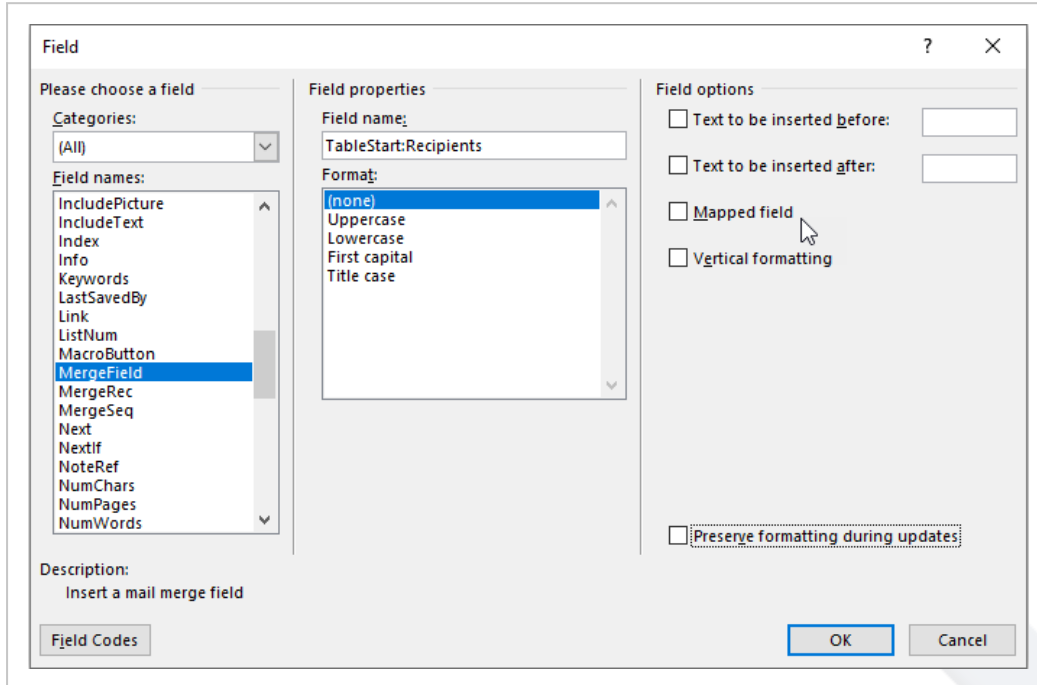 Field
?
Please choose a field
Categories:
(All)
Field names:
IncludePicture
IncludeText
Index
Info
Keywords
LastSavedBy
Link
ListNum
MacroButton
MergeField
MergeRec
MergeSeq
Next
NextIf
NoteRef
NumChars
NumPages
NumWords
Field properties
Field name:
TableStart:Recipients
Format:
(none)
Uppercase
Lowercase
First capital
Title case
Field options
Text to be inserted before:
Text to be inserted after:
Mapped field
Vertical formatting
Preserve formatting during updates
Description:
Insert a mail merge field
Field Codes
OK
Cancel